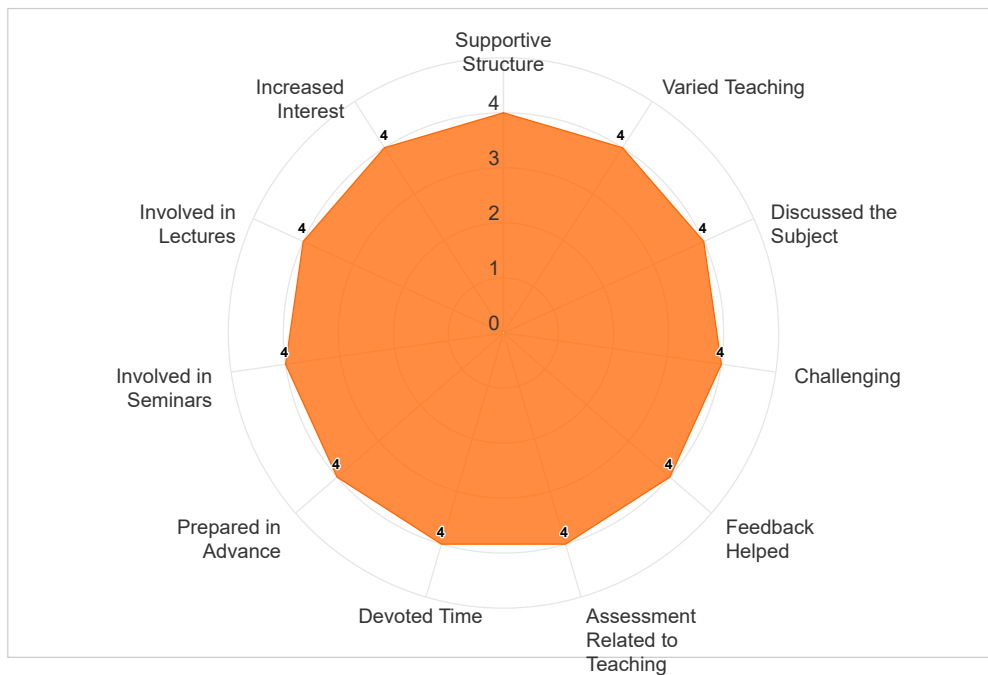 Supportive
Structure
Increased
Interest
Varied Teaching
4
4
4
3
Involved in
Lectures
4
2
4
Discussed the
Subject
1
0
Involved in
Seminars
4
4
Challenging
Prepared in
Advance
4
4
Feedback
Helped
Devoted Time
4
4
Assessment
Related to
Teaching